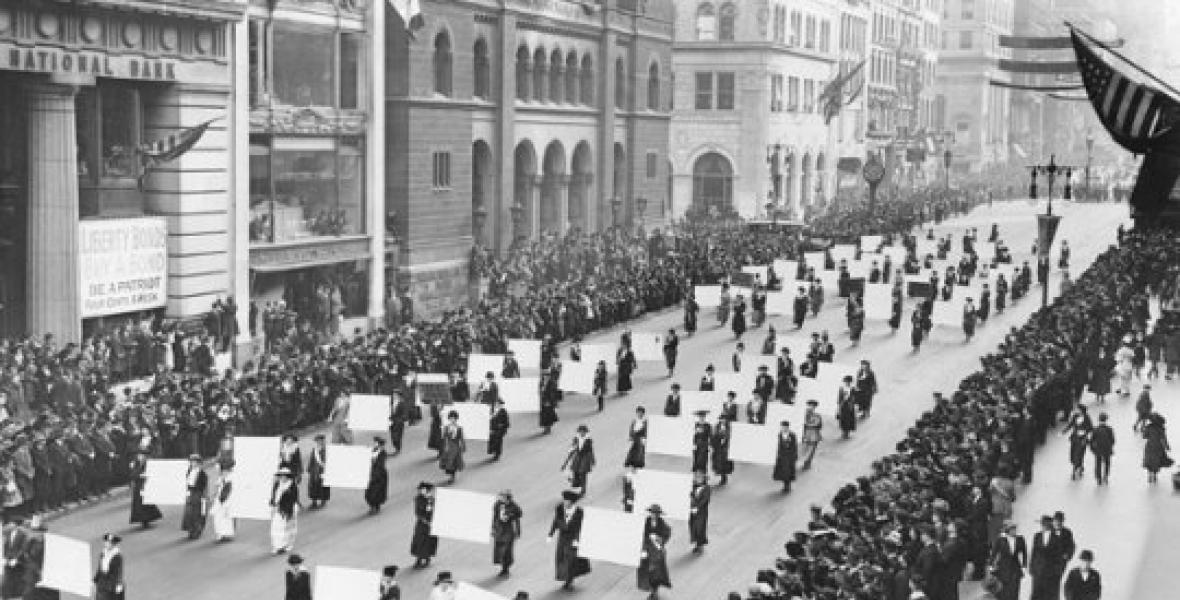 NATIONAL BANK
LIBERTY BONDS
BUY A BOND
BE A PATRIOT